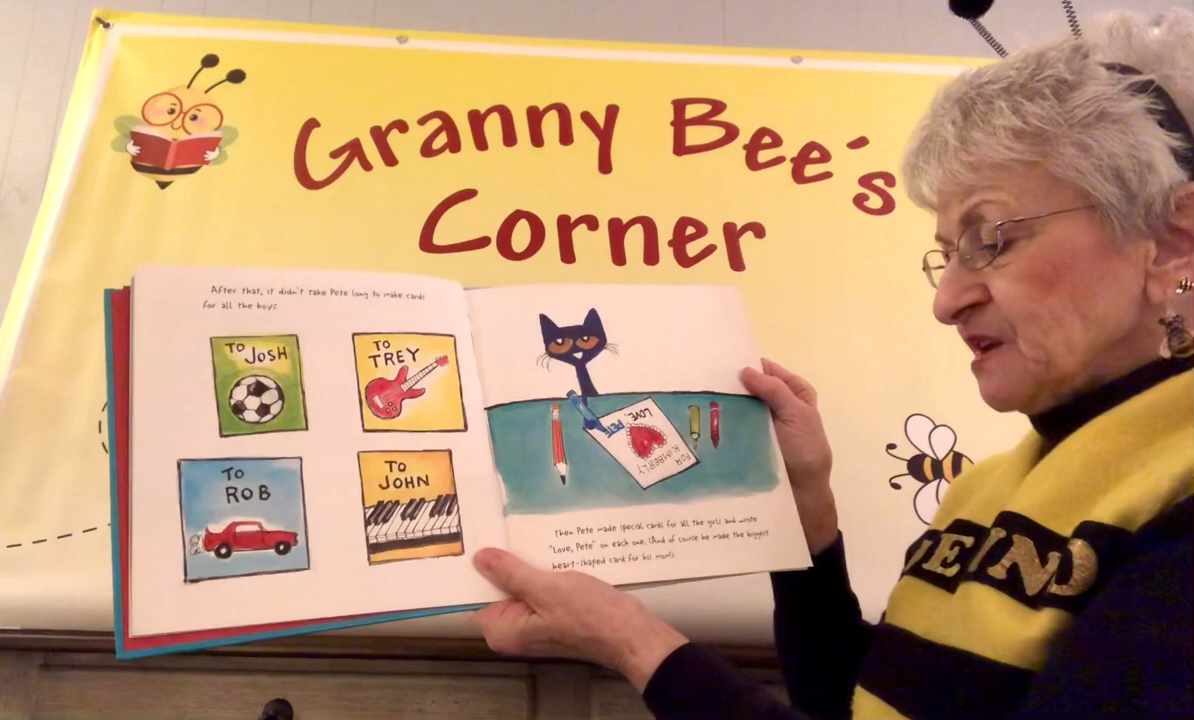 Granny Bee's
Corner
After that, it didn't take Pete long to make cards
for all the boys.
TO
JOSH
TO
TREY
TO
ROB
TO
JOHN
LOVE, PETE
FOR
KIMBERLY
Then Pete made special cards for all the girls and wrote
"Love, Pete" on each one. (And of course he made the biggest
heart-shaped card for his mom!)
BE KIND